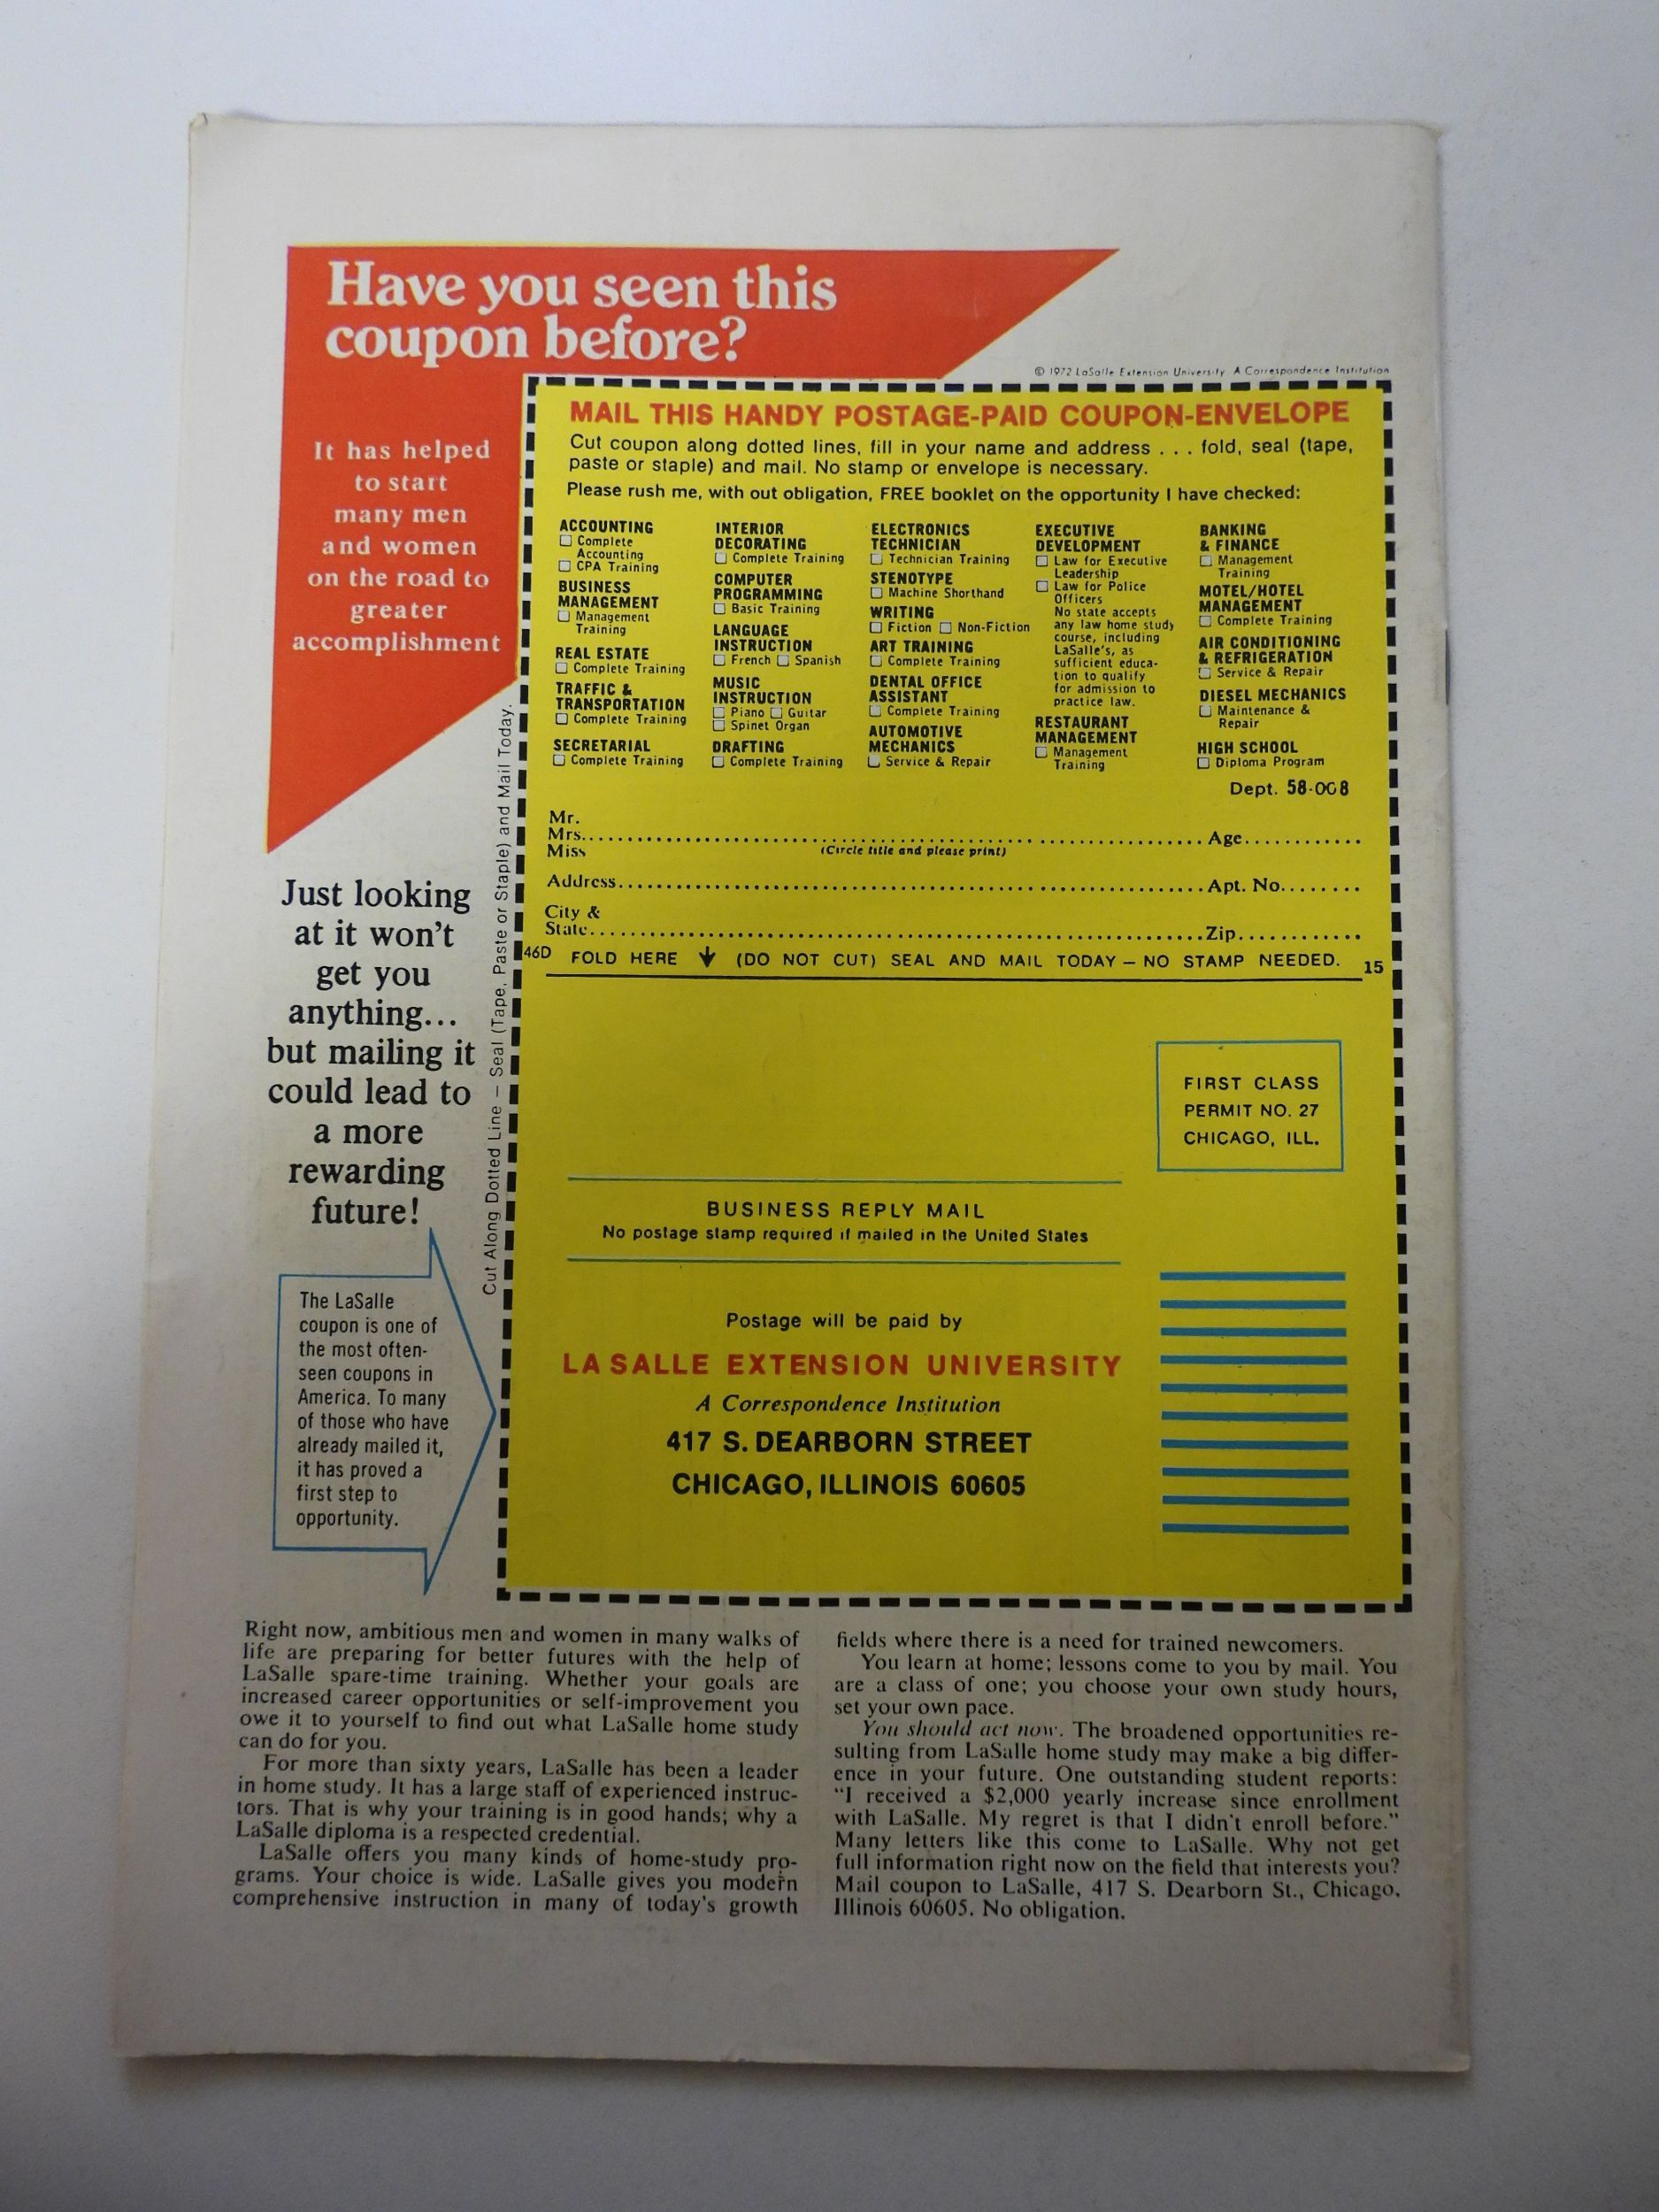 Have you seen this
coupon before?
It has helped
to start
many men
and women
on the road to
greater
accomplishment
© 1972 LaSalle Extension University A Correspondence Institution
MAIL THIS HANDY POSTAGE-PAID COUPON-ENVELOPE
Cut coupon along dotted lines, fill in your name and address . . . fold, seal (tape,
paste or staple) and mail. No stamp or envelope is necessary.
Please rush me, with out obligation, FREE booklet on the opportunity I have checked:
ACCOUNTING
Complete
Accounting
CPA Training
BUSINESS
MANAGEMENT
Management
Training
REAL ESTATE
Complete Training
TRAFFIC &
TRANSPORTATION
Complete Training
SECRETARIAL
Complete Training
INTERIOR
DECORATING
Complete Training
COMPUTER
PROGRAMMING
Basic Training
LANGUAGE
INSTRUCTION
French Spanish
MUSIC
INSTRUCTION
Piano Guitar
Spinet Organ
DRAFTING
Complete Training
ELECTRONICS
TECHNICIAN
Technician Training
STENOTYPE
Machine Shorthand
WRITING
Fiction Non-Fiction
ART TRAINING
Complete Training
DENTAL OFFICE
ASSISTANT
Complete Training
AUTOMOTIVE
MECHANICS
Service & Repair
EXECUTIVE
DEVELOPMENT
Law for Executive
Leadership
Law for Police
Officers
No state accepts
any law home study
course, including
LaSalle's, as
sufficient educa-
tion to qualify
for admission to
practice law.
RESTAURANT
MANAGEMENT
Management
Training
BANKING
& FINANCE
Management
Training
MOTEL/HOTEL
MANAGEMENT
Complete Training
AIR CONDITIONING
& REFRIGERATION
Service & Repair
DIESEL MECHANICS
Maintenance &
Repair
HIGH SCHOOL
Diploma Program
Dept. 58-008
Mr.
Mrs. Age
Miss (Circle title and please print)
Address Apt. No.
City &
State Zip
46D FOLD HERE ↓ (DO NOT CUT) SEAL AND MAIL TODAY — NO STAMP NEEDED. 15
Cut Along Dotted Line — Seal (Tape, Paste or Staple) and Mail Today.
Just looking
at it won't
get you
anything...
but mailing it
could lead to
a more
rewarding
future!
The LaSalle
coupon is one of
the most often-
seen coupons in
America. To many
of those who have
already mailed it,
it has proved a
first step to
opportunity.
FIRST CLASS
PERMIT NO. 27
CHICAGO, ILL.
BUSINESS REPLY MAIL
No postage stamp required if mailed in the United States
Postage will be paid by
LA SALLE EXTENSION UNIVERSITY
A Correspondence Institution
417 S. DEARBORN STREET
CHICAGO, ILLINOIS 60605
Right now, ambitious men and women in many walks of
life are preparing for better futures with the help of
LaSalle spare-time training. Whether your goals are
increased career opportunities or self-improvement you
owe it to yourself to find out what LaSalle home study
can do for you.
For more than sixty years, LaSalle has been a leader
in home study. It has a large staff of experienced instruc-
tors. That is why your training is in good hands; why a
LaSalle diploma is a respected credential.
LaSalle offers you many kinds of home-study pro-
grams. Your choice is wide. LaSalle gives you modern
comprehensive instruction in many of today's growth
fields where there is a need for trained newcomers.
You learn at home; lessons come to you by mail. You
are a class of one; you choose your own study hours,
set your own pace.
You should act now. The broadened opportunities re-
sulting from LaSalle home study may make a big differ-
ence in your future. One outstanding student reports:
"I received a $2,000 yearly increase since enrollment
with LaSalle. My regret is that I didn't enroll before."
Many letters like this come to LaSalle. Why not get
full information right now on the field that interests you?
Mail coupon to LaSalle, 417 S. Dearborn St., Chicago,
Illinois 60605. No obligation.